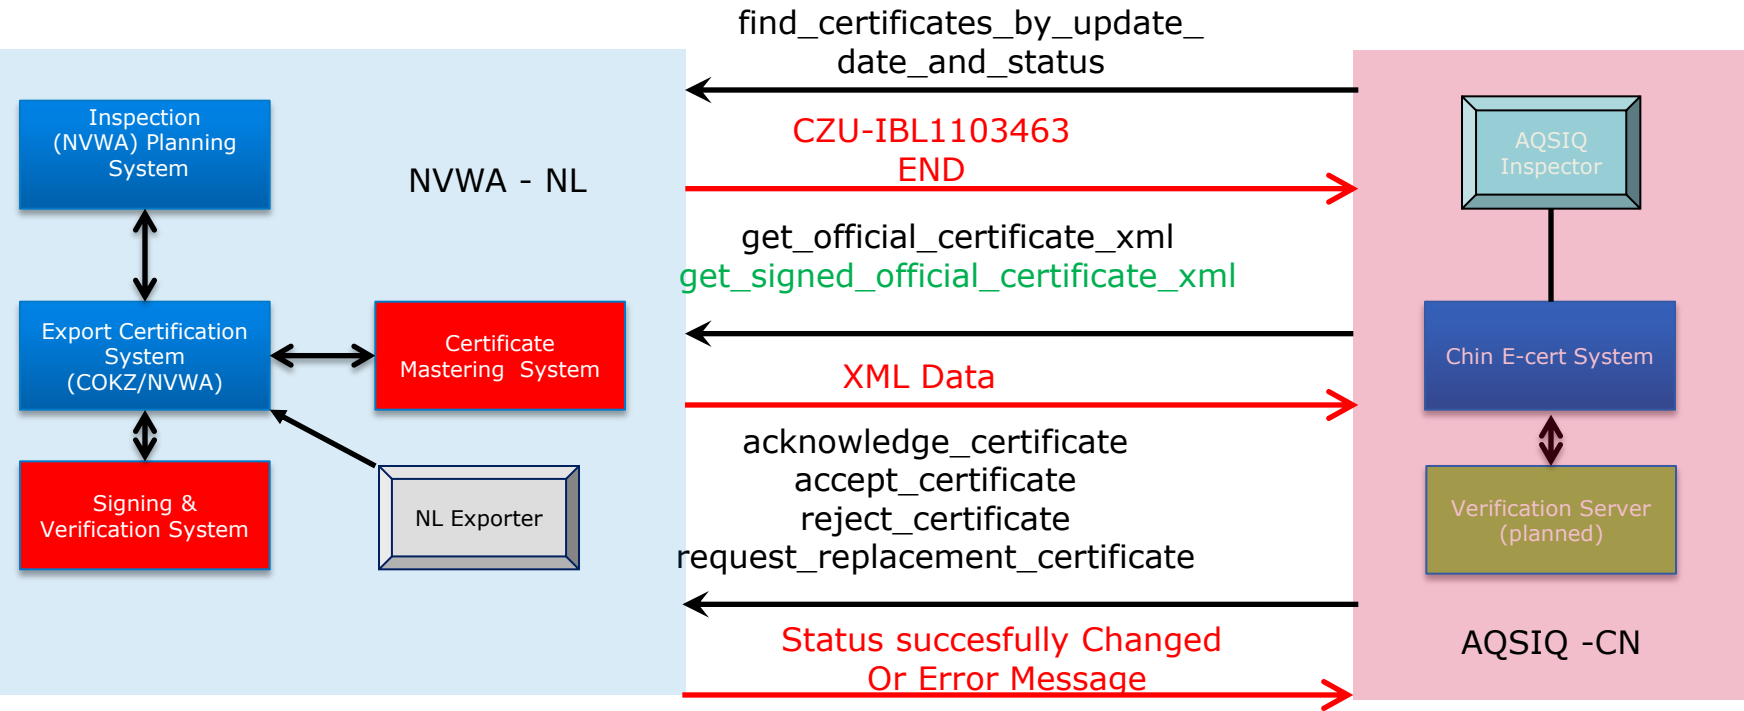 find_certificates_by_update_
date_and_status
CZU-IBL1103463
END
get_official_certificate_xml
get_signed_official_certificate_xml
XML Data
acknowledge_certificate
accept_certificate
reject_certificate
request_replacement_certificate
Status succesfully Changed
Or Error Message
NVWA - NL
Inspection
(NVWA) Planning
System
Export Certification
System
(COKZ/NVWA)
Certificate
Mastering System
Signing &
Verification System
NL Exporter
AQSIQ
Inspector
Chin E-cert System
Verification Server
(planned)
AQSIQ -CN